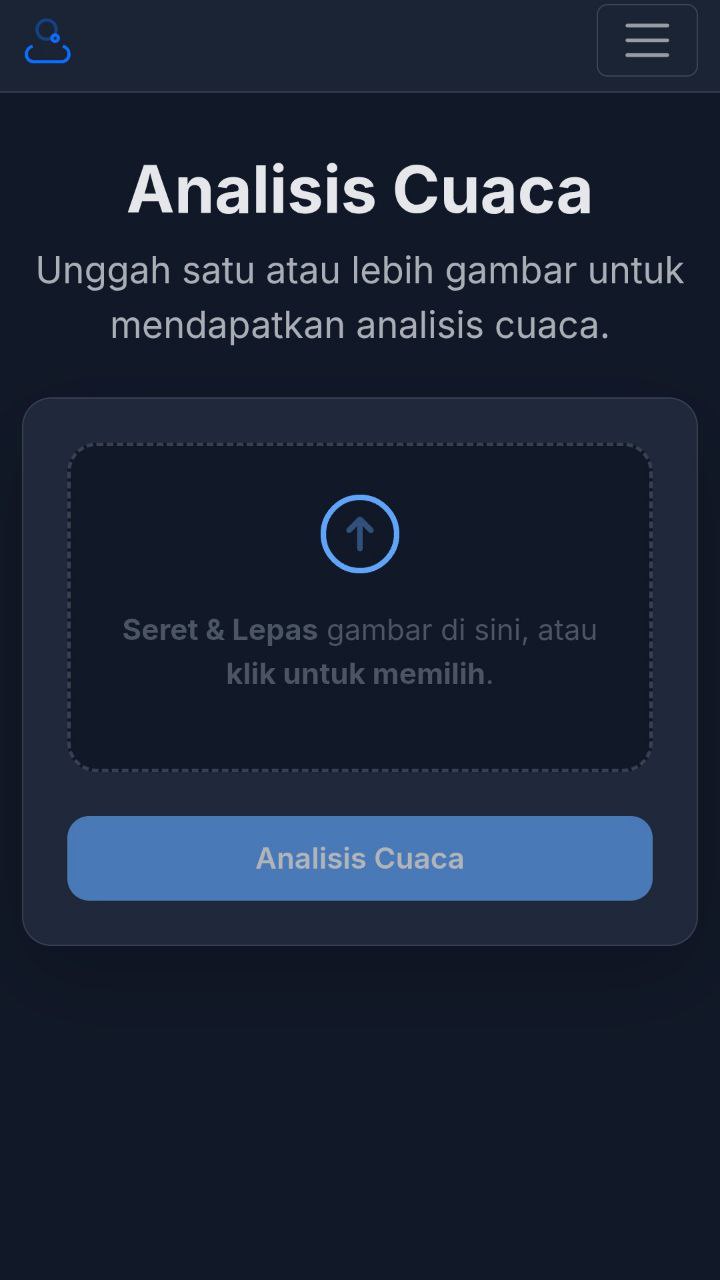 Analisis Cuaca
Unggah satu atau lebih gambar untuk
mendapatkan analisis cuaca.
Seret & Lepas gambar di sini, atau
klik untuk memilih.
Analisis Cuaca